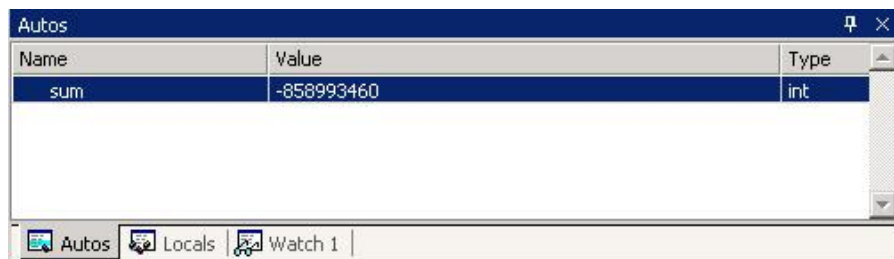 Autos
Name Value Type
sum -858993460 int
Autos Locals Watch 1